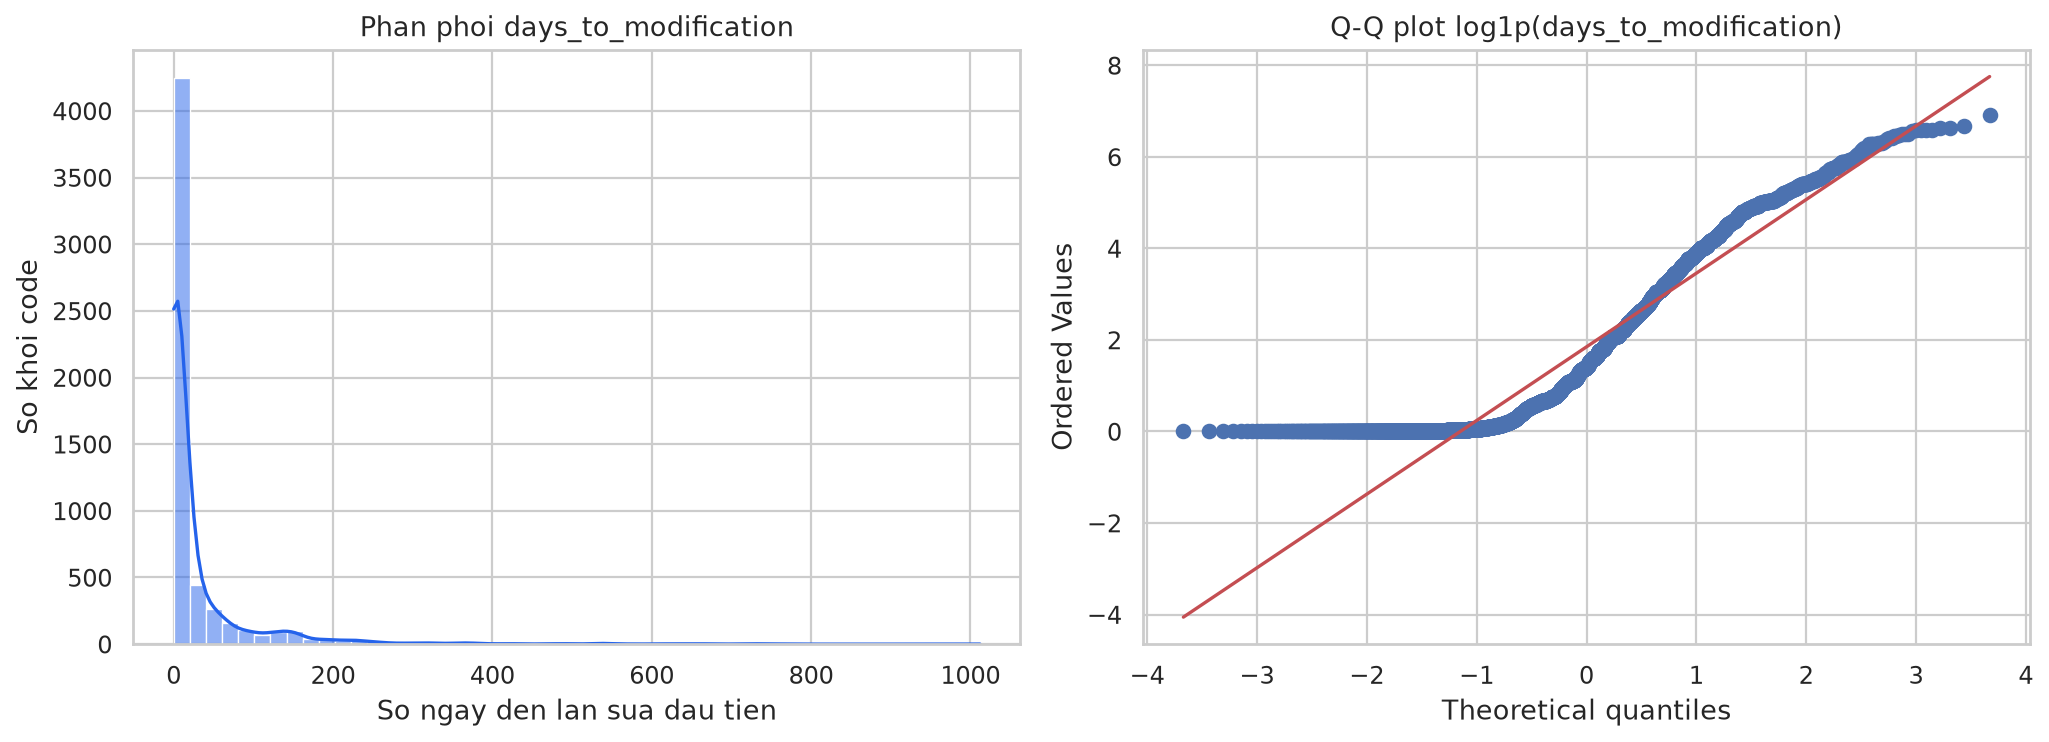 Phan phoi days_to_modification
So khoi code
4000
3500
3000
2500
2000
1500
1000
500
0
0 200 400 600 800 1000
So ngay den lan sua dau tien
Q-Q plot log1p(days_to_modification)
Ordered Values
8
6
4
2
0
−2
−4
−4 −3 −2 −1 0 1 2 3 4
Theoretical quantiles